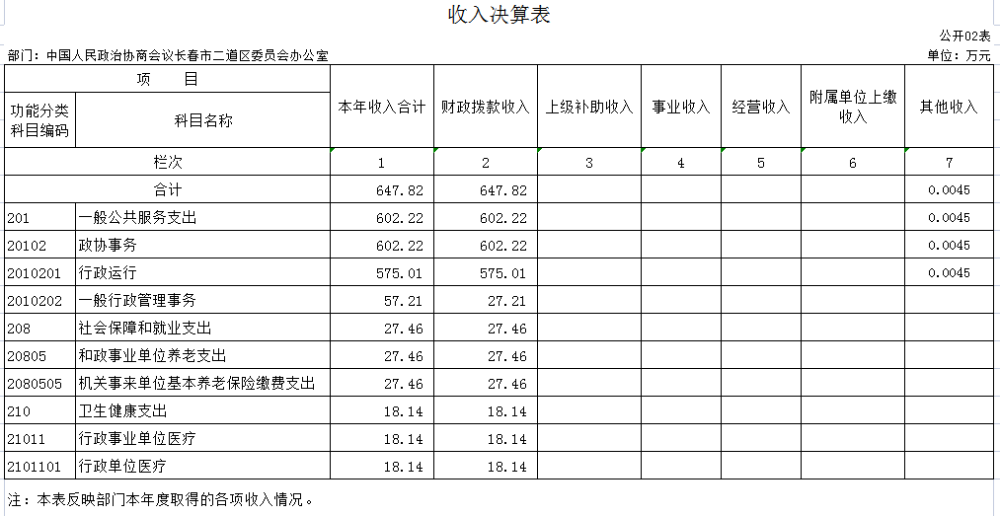 收入决算表
公开02表
部门：中国人民政治协商会议长春市二道区委员会办公室 单位：万元
项 目 本年收入合计 财政拨款收入 上级补助收入 事业收入 经营收入 附属单位上缴收入 其他收入
功能分类科目编码 科目名称
栏次 1 2 3 4 5 6 7
合计 647.82 647.82 0.0045
201 一般公共服务支出 602.22 602.22 0.0045
20102 政协事务 602.22 602.22 0.0045
2010201 行政运行 575.01 575.01 0.0045
2010202 一般行政管理事务 57.21 27.21
208 社会保障和就业支出 27.46 27.46
20805 和政事业单位养老支出 27.46 27.46
2080505 机关事来单位基本养老保险缴费支出 27.46 27.46
210 卫生健康支出 18.14 18.14
21011 行政事业单位医疗 18.14 18.14
2101101 行政单位医疗 18.14 18.14
注：本表反映部门本年度取得的各项收入情况。